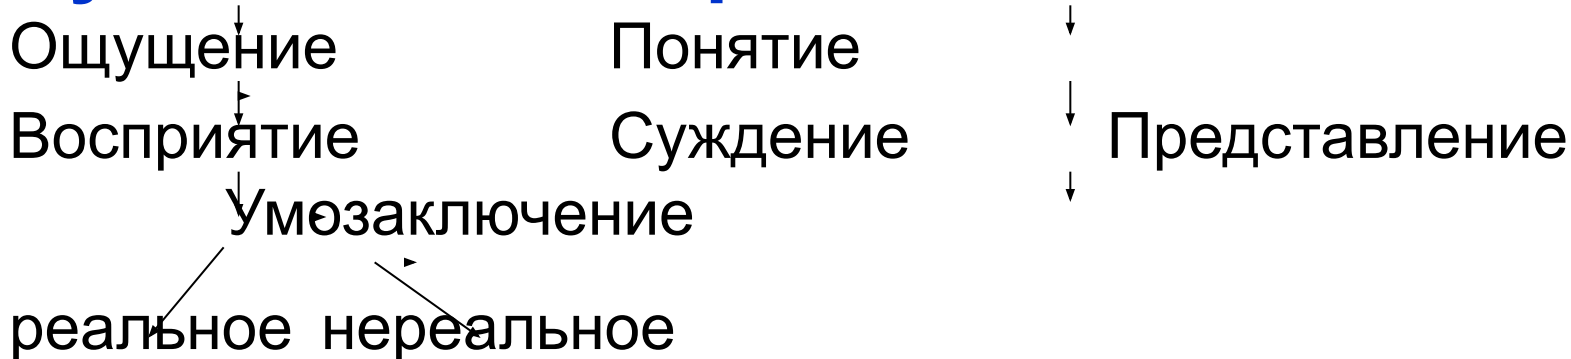 Ощущение Понятие
Восприятие Суждение Представление
Умозаключение
реальное нереальное